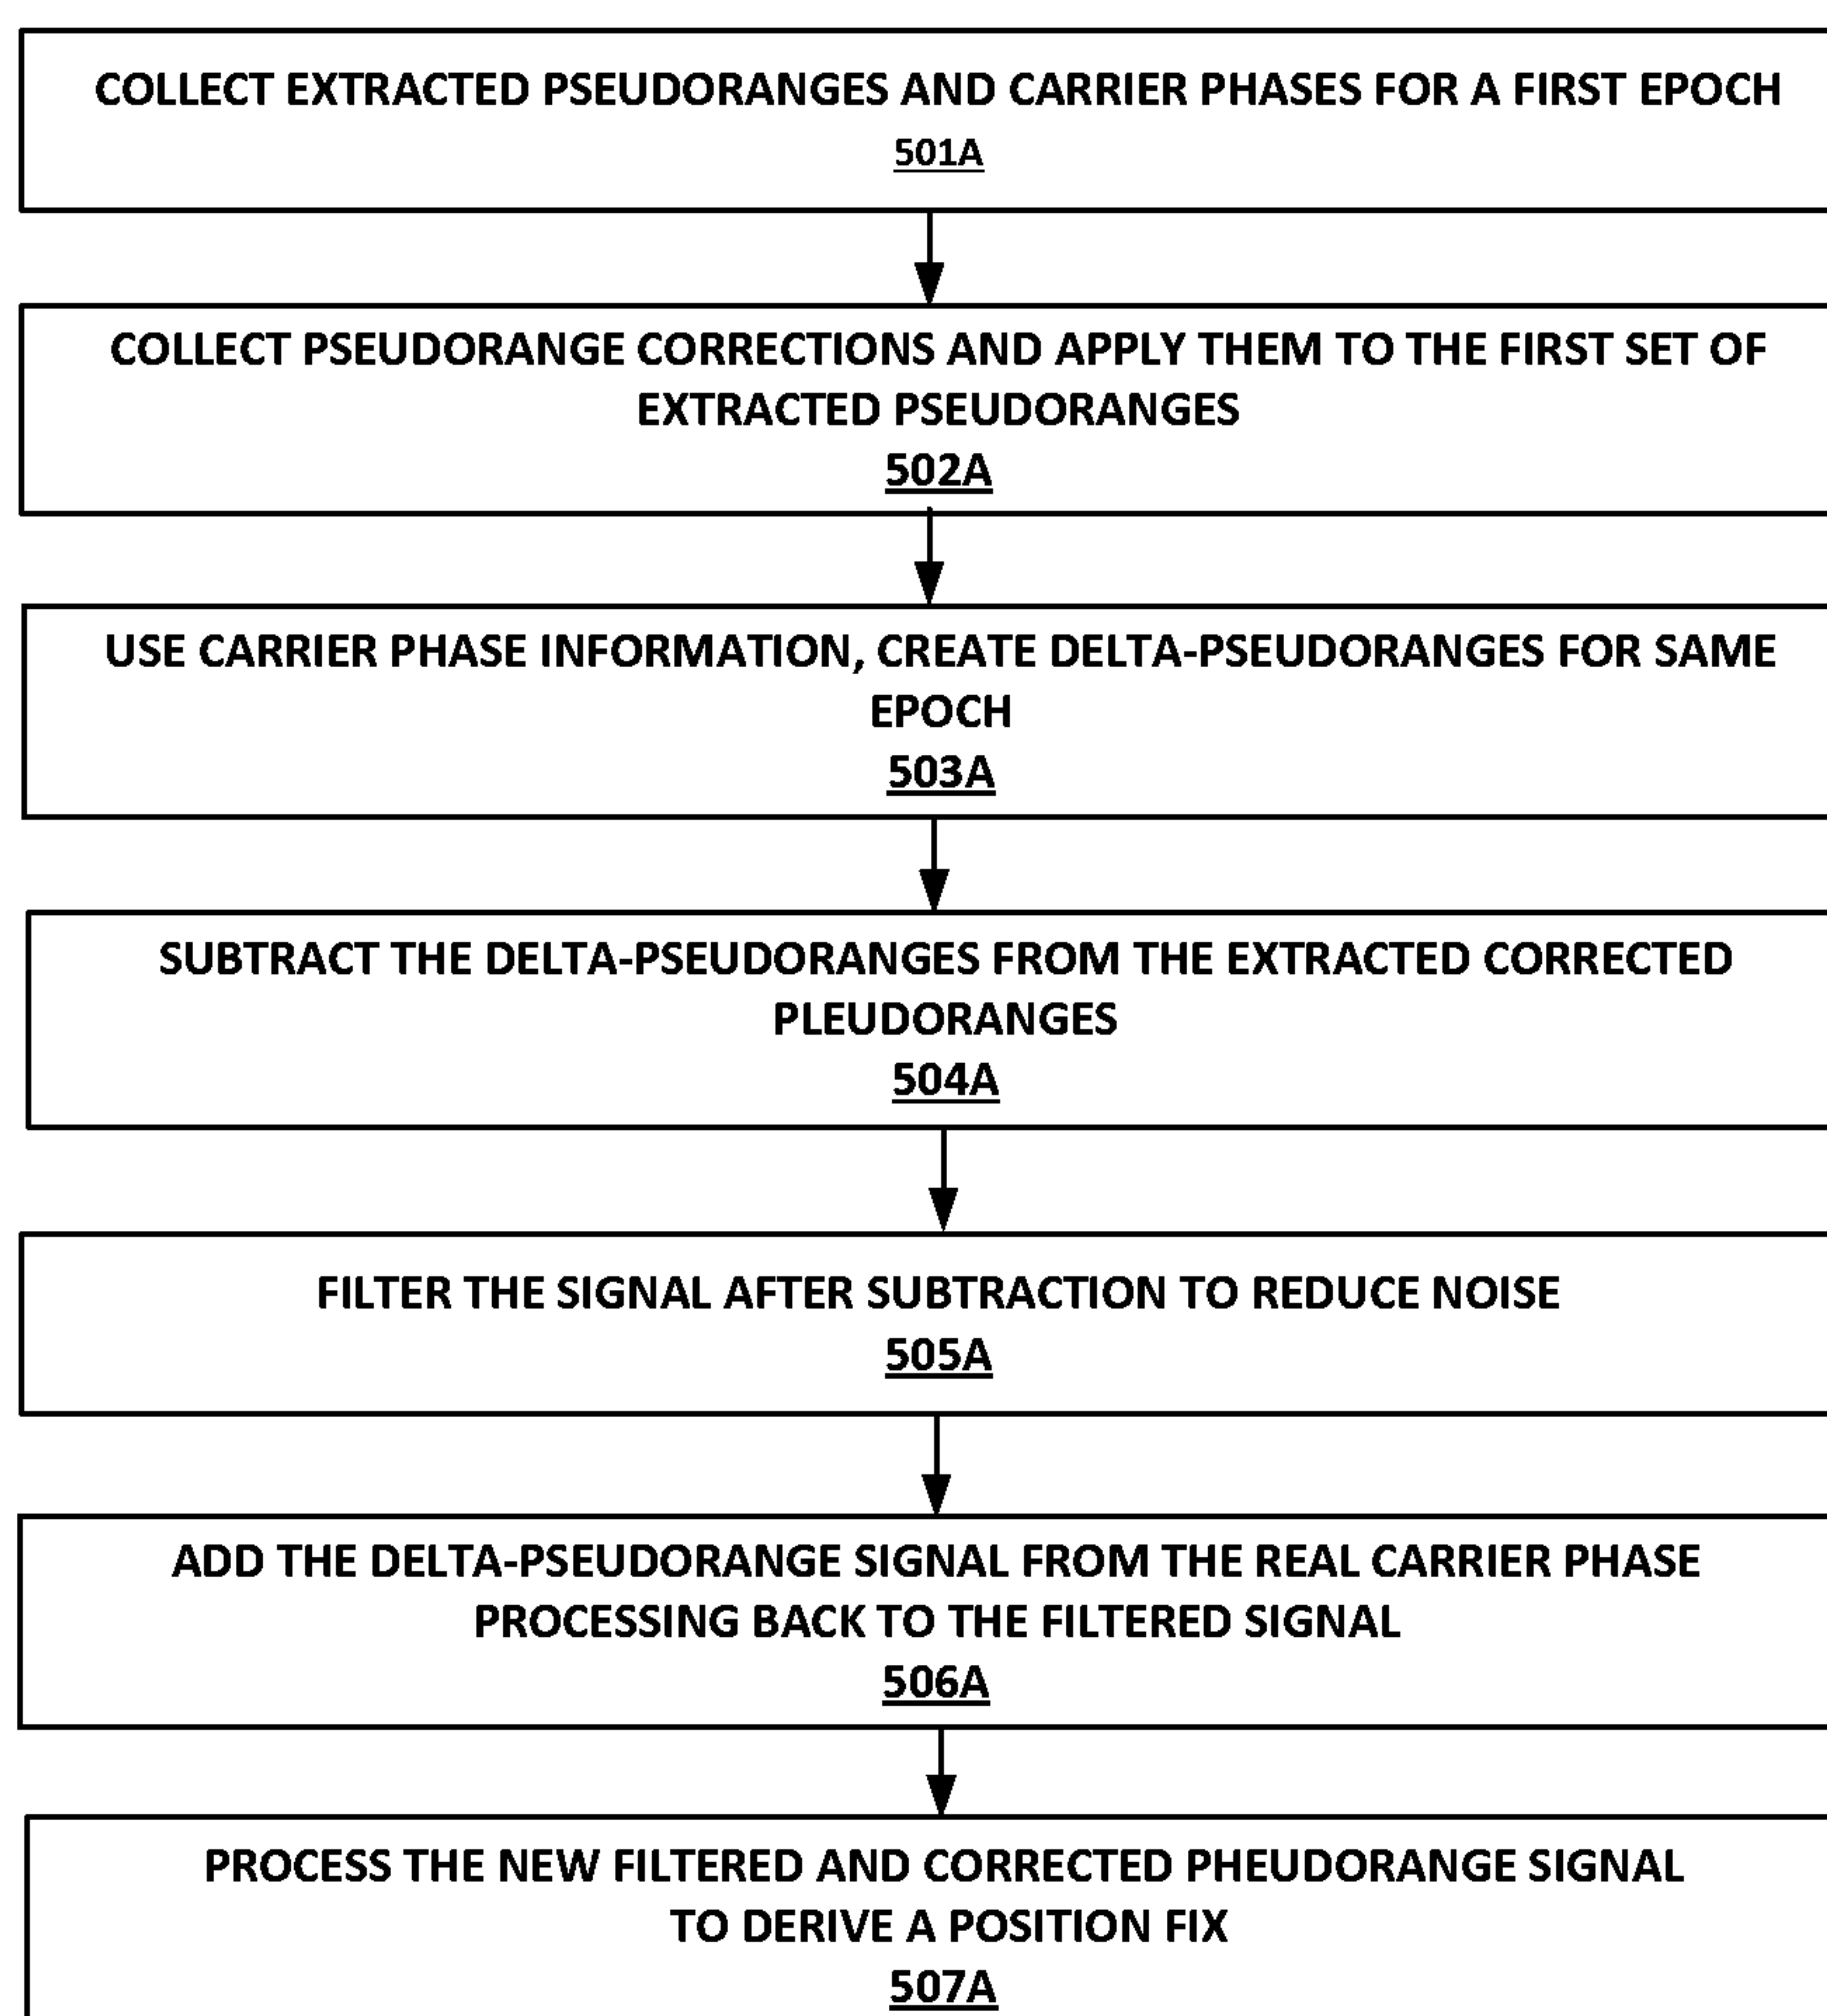 COLLECT EXTRACTED PSEUDORANGES AND CARRIER PHASES FOR A FIRST EPOCH
501A
COLLECT PSEUDORANGE CORRECTIONS AND APPLY THEM TO THE FIRST SET OF
EXTRACTED PSEUDORANGES
502A
USE CARRIER PHASE INFORMATION, CREATE DELTA-PSEUDORANGES FOR SAME
EPOCH
503A
SUBTRACT THE DELTA-PSEUDORANGES FROM THE EXTRACTED CORRECTED
PLEUDORANGES
504A
FILTER THE SIGNAL AFTER SUBTRACTION TO REDUCE NOISE
505A
ADD THE DELTA-PSEUDORANGE SIGNAL FROM THE REAL CARRIER PHASE
PROCESSING BACK TO THE FILTERED SIGNAL
506A
PROCESS THE NEW FILTERED AND CORRECTED PHEUDORANGE SIGNAL
TO DERIVE A POSITION FIX
507A